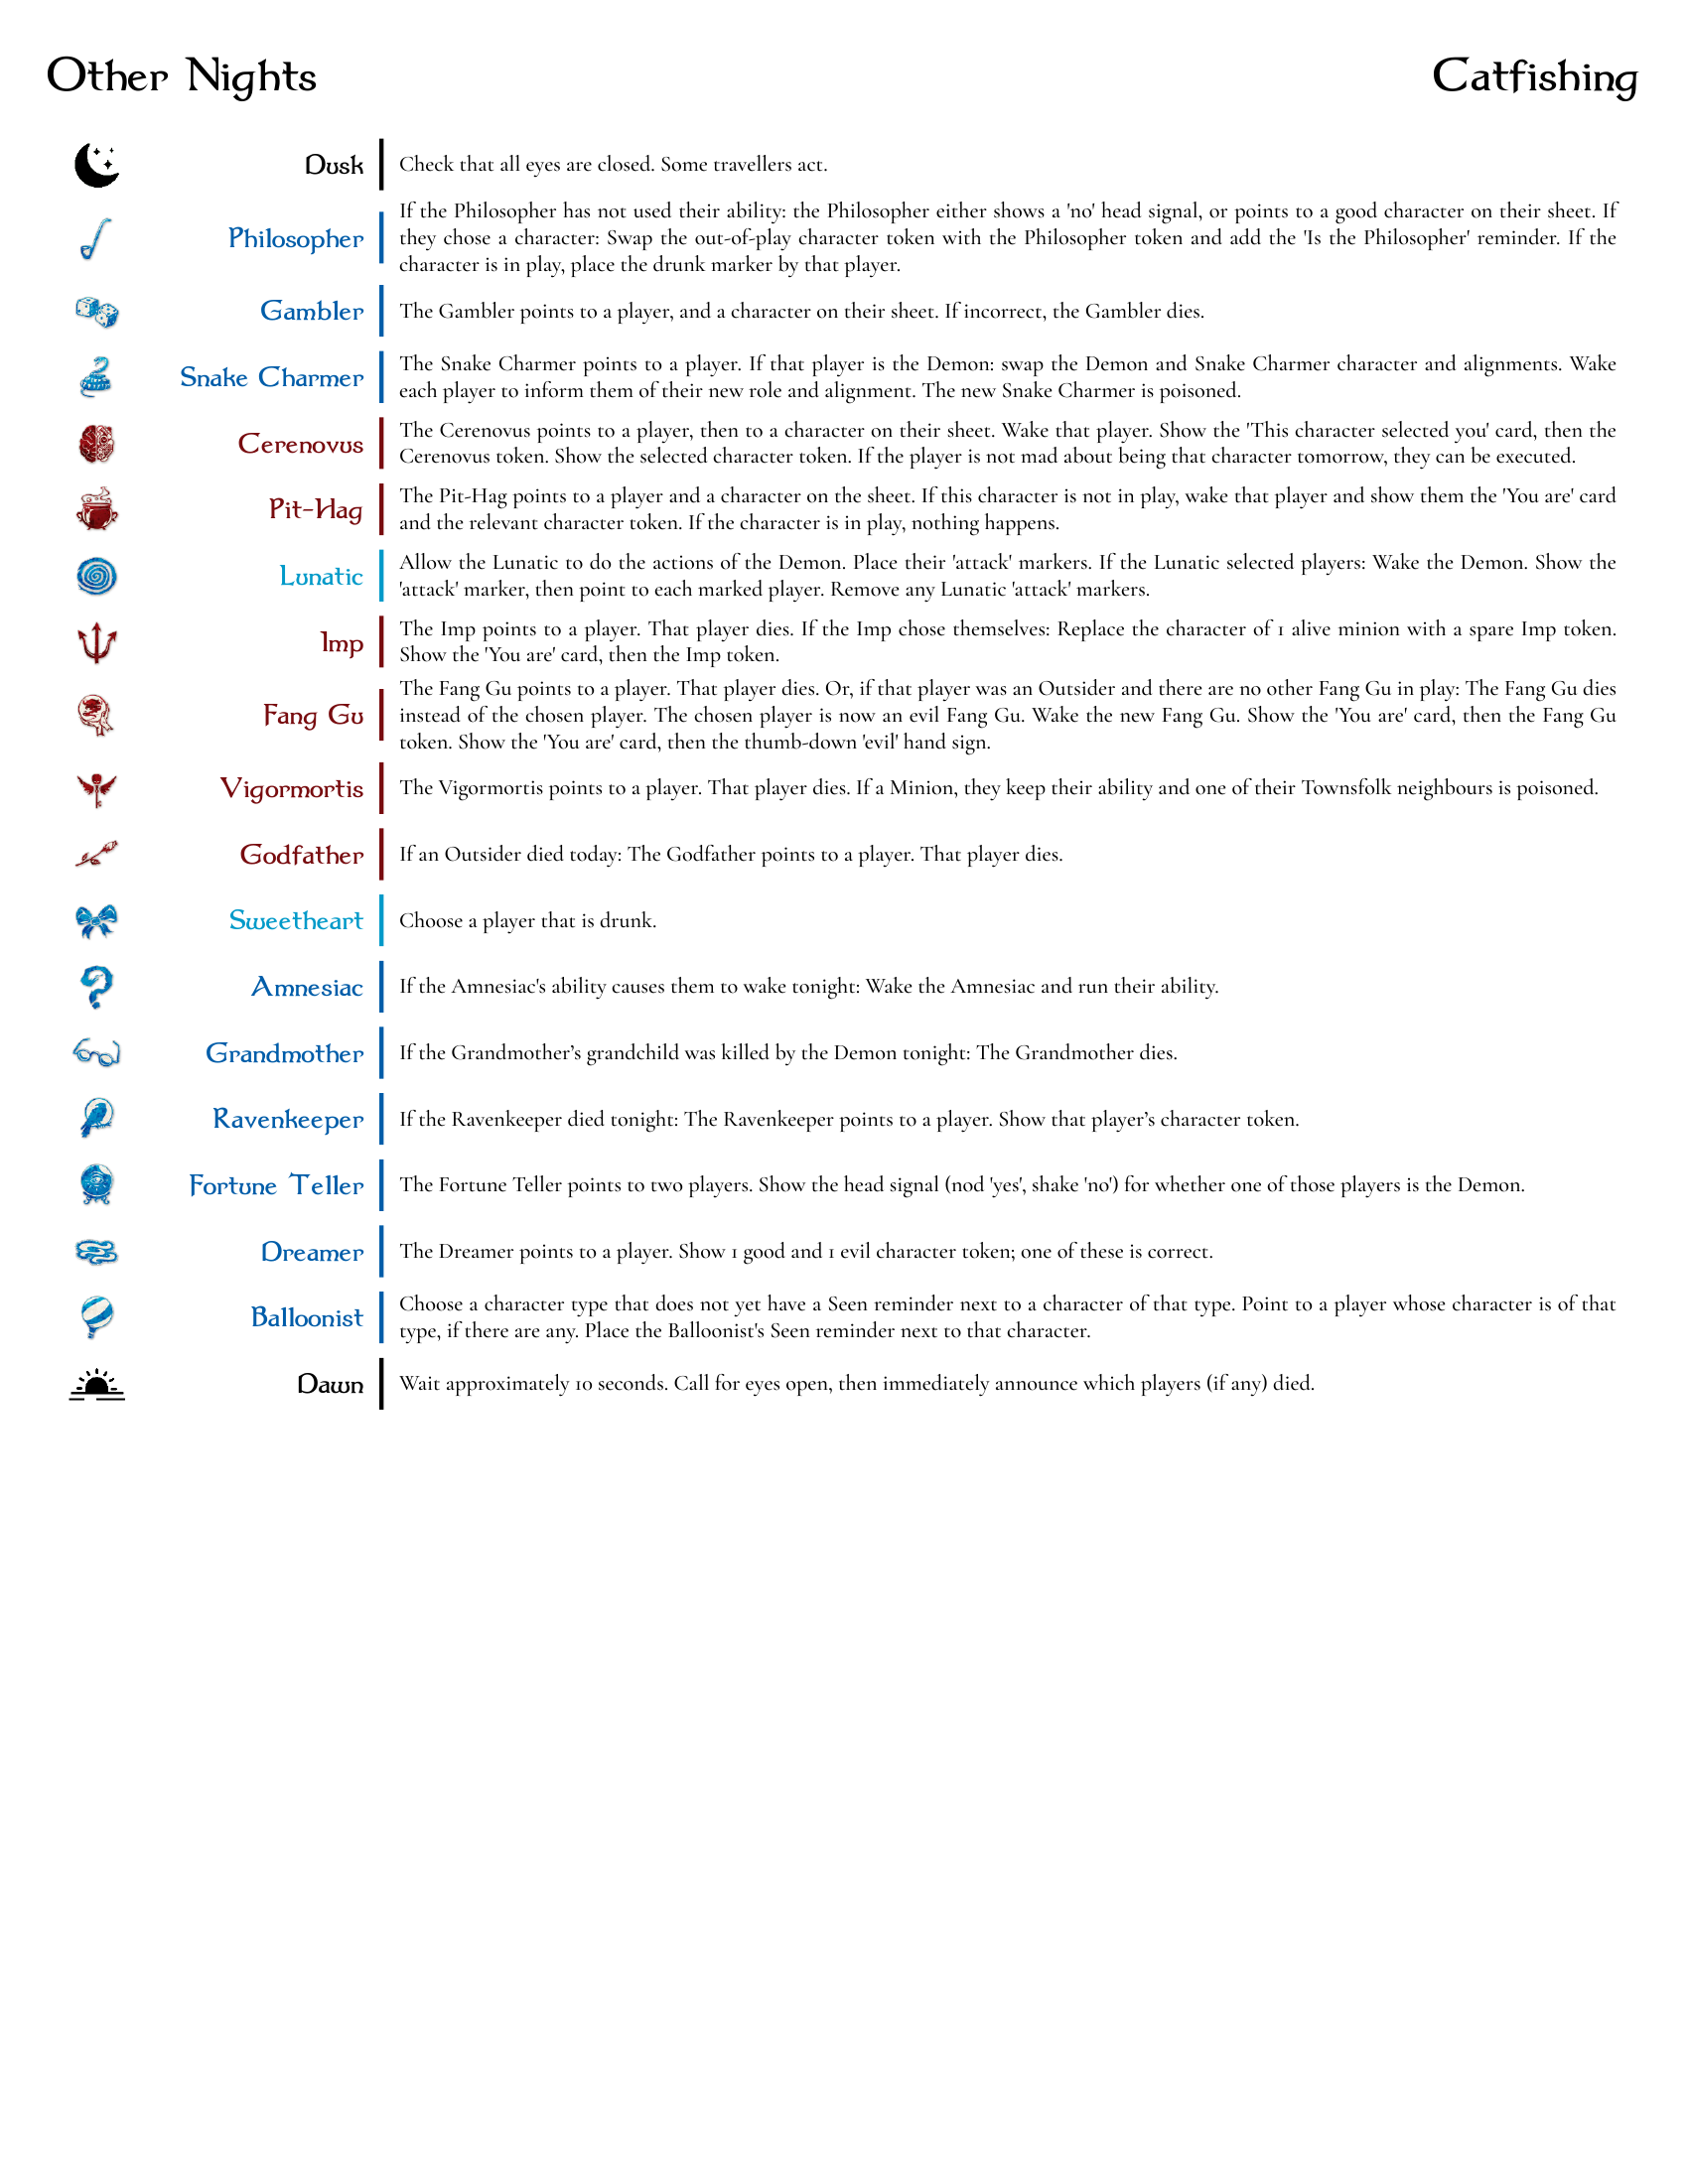 Other Nights
Catfishing
Dusk
Check that all eyes are closed. Some travellers act.
Philosopher
If the Philosopher has not used their ability: the Philosopher either shows a 'no' head signal, or points to a good character on their sheet. If
they chose a character: Swap the out-of-play character token with the Philosopher token and add the 'Is the Philosopher' reminder. If the
character is in play, place the drunk marker by that player.
Gambler
The Gambler points to a player, and a character on their sheet. If incorrect, the Gambler dies.
Snake Charmer
The Snake Charmer points to a player. If that player is the Demon: swap the Demon and Snake Charmer character and alignments. Wake
each player to inform them of their new role and alignment. The new Snake Charmer is poisoned.
Cerenovus
The Cerenovus points to a player, then to a character on their sheet. Wake that player. Show the 'This character selected you' card, then the
Cerenovus token. Show the selected character token. If the player is not mad about being that character tomorrow, they can be executed.
Pit-Hag
The Pit-Hag points to a player and a character on the sheet. If this character is not in play, wake that player and show them the 'You are' card
and the relevant character token. If the character is in play, nothing happens.
Lunatic
Allow the Lunatic to do the actions of the Demon. Place their 'attack' markers. If the Lunatic selected players: Wake the Demon. Show the
'attack' marker, then point to each marked player. Remove any Lunatic 'attack' markers.
Imp
The Imp points to a player. That player dies. If the Imp chose themselves: Replace the character of 1 alive minion with a spare Imp token.
Show the 'You are' card, then the Imp token.
Fang Gu
The Fang Gu points to a player. That player dies. Or, if that player was an Outsider and there are no other Fang Gu in play: The Fang Gu dies
instead of the chosen player. The chosen player is now an evil Fang Gu. Wake the new Fang Gu. Show the 'You are' card, then the Fang Gu
token. Show the 'You are' card, then the thumb-down 'evil' hand sign.
Vigormortis
The Vigormortis points to a player. That player dies. If a Minion, they keep their ability and one of their Townsfolk neighbours is poisoned.
Godfather
If an Outsider died today: The Godfather points to a player. That player dies.
Sweetheart
Choose a player that is drunk.
Amnesiac
If the Amnesiac's ability causes them to wake tonight: Wake the Amnesiac and run their ability.
Grandmother
If the Grandmother’s grandchild was killed by the Demon tonight: The Grandmother dies.
Ravenkeeper
If the Ravenkeeper died tonight: The Ravenkeeper points to a player. Show that player’s character token.
Fortune Teller
The Fortune Teller points to two players. Show the head signal (nod 'yes', shake 'no') for whether one of those players is the Demon.
Dreamer
The Dreamer points to a player. Show 1 good and 1 evil character token; one of these is correct.
Balloonist
Choose a character type that does not yet have a Seen reminder next to a character of that type. Point to a player whose character is of that
type, if there are any. Place the Balloonist's Seen reminder next to that character.
Dawn
Wait approximately 10 seconds. Call for eyes open, then immediately announce which players (if any) died.